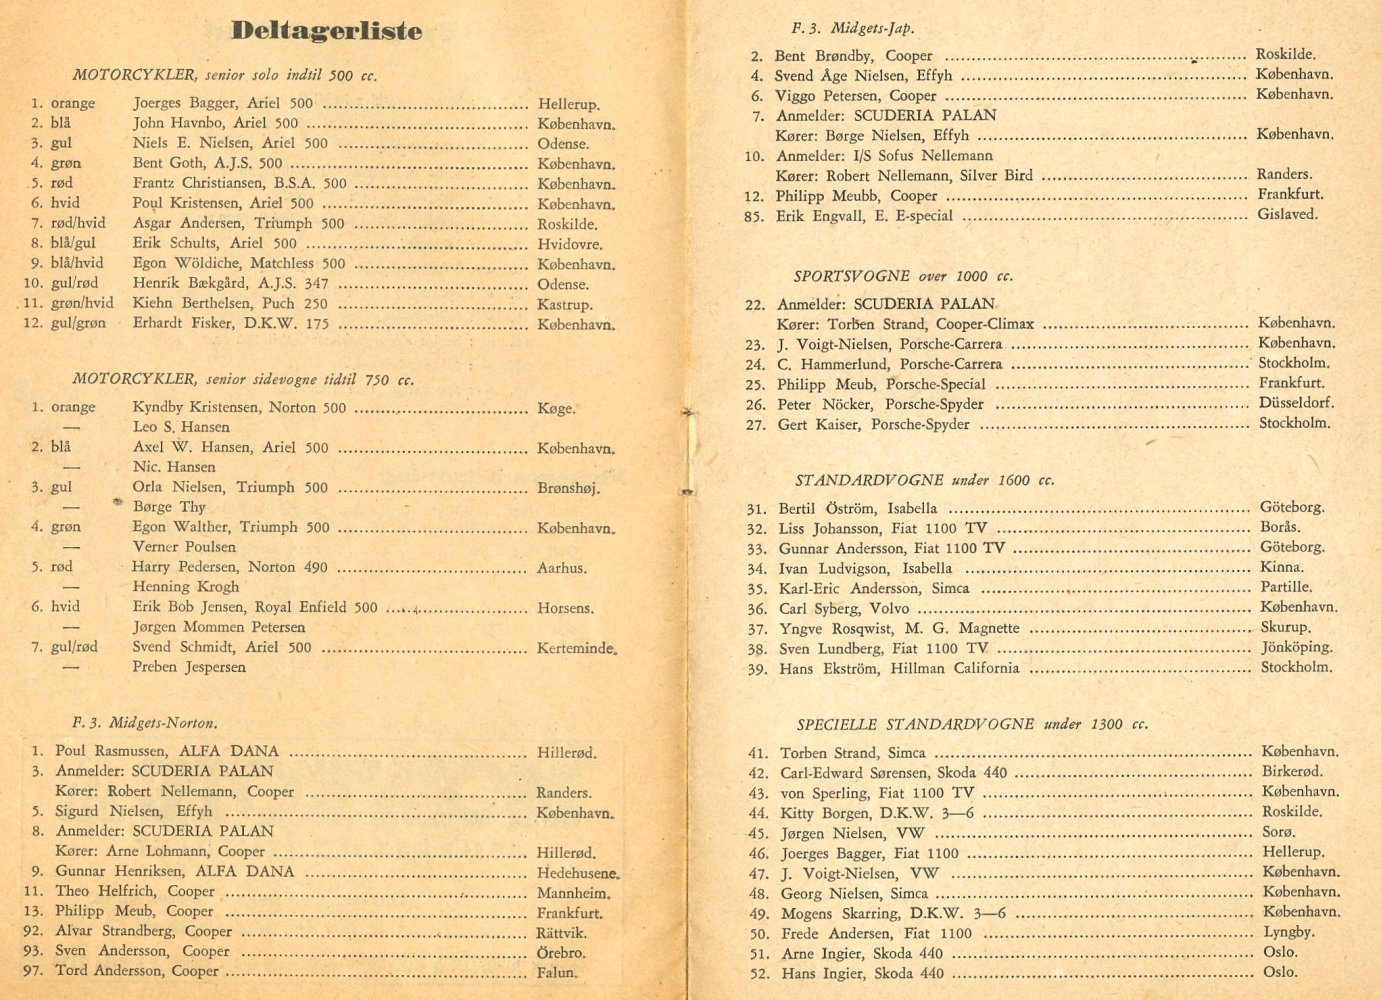 Deltagerliste
MOTORCYKLER, senior solo indtil 500 cc.
1. orange Joerges Bagger, Ariel 500 ........ Hellerup.
2. blå John Havnbo, Ariel 500 ........ København.
3. gul Niels E. Nielsen, Ariel 500 ........ Odense.
4. grøn Bent Goth, A.J.S. 500 ........ København.
5. rød Frantz Christiansen, B.S.A. 500 ........ København.
6. hvid Poul Kristensen, Ariel 500 ........ København.
7. rød/hvid Asgar Andersen, Triumph 500 ........ Roskilde.
8. blå/gul Erik Schults, Ariel 500 ........ Hvidovre.
9. blå/hvid Egon Wöldiche, Matchless 500 ........ København.
10. gul/rød Henrik Bækgård, A.J.S. 347 ........ Odense.
11. grøn/hvid Kiehn Berthelsen, Puch 250 ........ Kastrup.
12. gul/grøn Erhardt Fisker, D.K.W. 175 ........ København.
MOTORCYKLER, senior sidevogne tidtil 750 cc.
1. orange Kyndby Kristensen, Norton 500 ........ Køge.
— Leo S. Hansen
2. blå Axel W. Hansen, Ariel 500 ........ København.
— Nic. Hansen
3. gul Orla Nielsen, Triumph 500 ........ Brønshøj.
— Børge Thy
4. grøn Egon Walther, Triumph 500 ........ København.
— Verner Poulsen
5. rød Harry Pedersen, Norton 490 ........ Aarhus.
— Henning Krogh
6. hvid Erik Bob Jensen, Royal Enfield 500 ........ Horsens.
— Jørgen Mommen Petersen
7. gul/rød Svend Schmidt, Ariel 500 ........ Kerteminde.
— Preben Jespersen
F. 3. Midgets-Norton.
1. Poul Rasmussen, ALFA DANA ........ Hillerød.
3. Anmelder: SCUDERIA PALAN
Kører: Robert Nellemann, Cooper ........ Randers.
5. Sigurd Nielsen, Effyh ........ København.
8. Anmelder: SCUDERIA PALAN
Kører: Arne Lohmann, Cooper ........ Hillerød.
9. Gunnar Henriksen, ALFA DANA ........ Hedehusene.
11. Theo Helfrich, Cooper ........ Mannheim.
13. Philipp Meub, Cooper ........ Frankfurt.
92. Alvar Strandberg, Cooper ........ Rättvik.
93. Sven Andersson, Cooper ........ Örebro.
97. Tord Andersson, Cooper ........ Falun.
F. 3. Midgets-Jap.
2. Bent Brøndby, Cooper ........ Roskilde.
4. Svend Åge Nielsen, Effyh ........ København.
6. Viggo Petersen, Cooper ........ København.
7. Anmelder: SCUDERIA PALAN
Kører: Børge Nielsen, Effyh ........ København.
10. Anmelder: I/S Sofus Nellemann
Kører: Robert Nellemann, Silver Bird ........ Randers.
12. Philipp Meubb, Cooper ........ Frankfurt.
85. Erik Engvall, E. E-special ........ Gislaved.
SPORTSVOGNE over 1000 cc.
22. Anmelder: SCUDERIA PALAN
Kører: Torben Strand, Cooper-Climax ........ København.
23. J. Voigt-Nielsen, Porsche-Carrera ........ København.
24. C. Hammerlund, Porsche-Carrera ........ Stockholm.
25. Philipp Meub, Porsche-Special ........ Frankfurt.
26. Peter Nöcker, Porsche-Spyder ........ Düsseldorf.
27. Gert Kaiser, Porsche-Spyder ........ Stockholm.
STANDARDVOGNE under 1600 cc.
31. Bertil Öström, Isabella ........ Göteborg.
32. Liss Johansson, Fiat 1100 TV ........ Borås.
33. Gunnar Andersson, Fiat 1100 TV ........ Göteborg.
34. Ivan Ludvigson, Isabella ........ Kinna.
35. Karl-Eric Andersson, Simca ........ Partille.
36. Carl Syberg, Volvo ........ København.
37. Yngve Rosqwist, M. G. Magnette ........ Skurup.
38. Sven Lundberg, Fiat 1100 TV ........ Jönköping.
39. Hans Ekström, Hillman California ........ Stockholm.
SPECIELLE STANDARDVOGNE under 1300 cc.
41. Torben Strand, Simca ........ København.
42. Carl-Edward Sørensen, Skoda 440 ........ Birkerød.
43. von Sperling, Fiat 1100 TV ........ København.
44. Kitty Borgen, D.K.W. 3—6 ........ Roskilde.
45. Jørgen Nielsen, VW ........ Sorø.
46. Joerges Bagger, Fiat 1100 ........ Hellerup.
47. J. Voigt-Nielsen, VW ........ København.
48. Georg Nielsen, Simca ........ København.
49. Mogens Skarring, D.K.W. 3—6 ........ København.
50. Frede Andersen, Fiat 1100 ........ Lyngby.
51. Arne Ingier, Skoda 440 ........ Oslo.
52. Hans Ingier, Skoda 440 ........ Oslo.